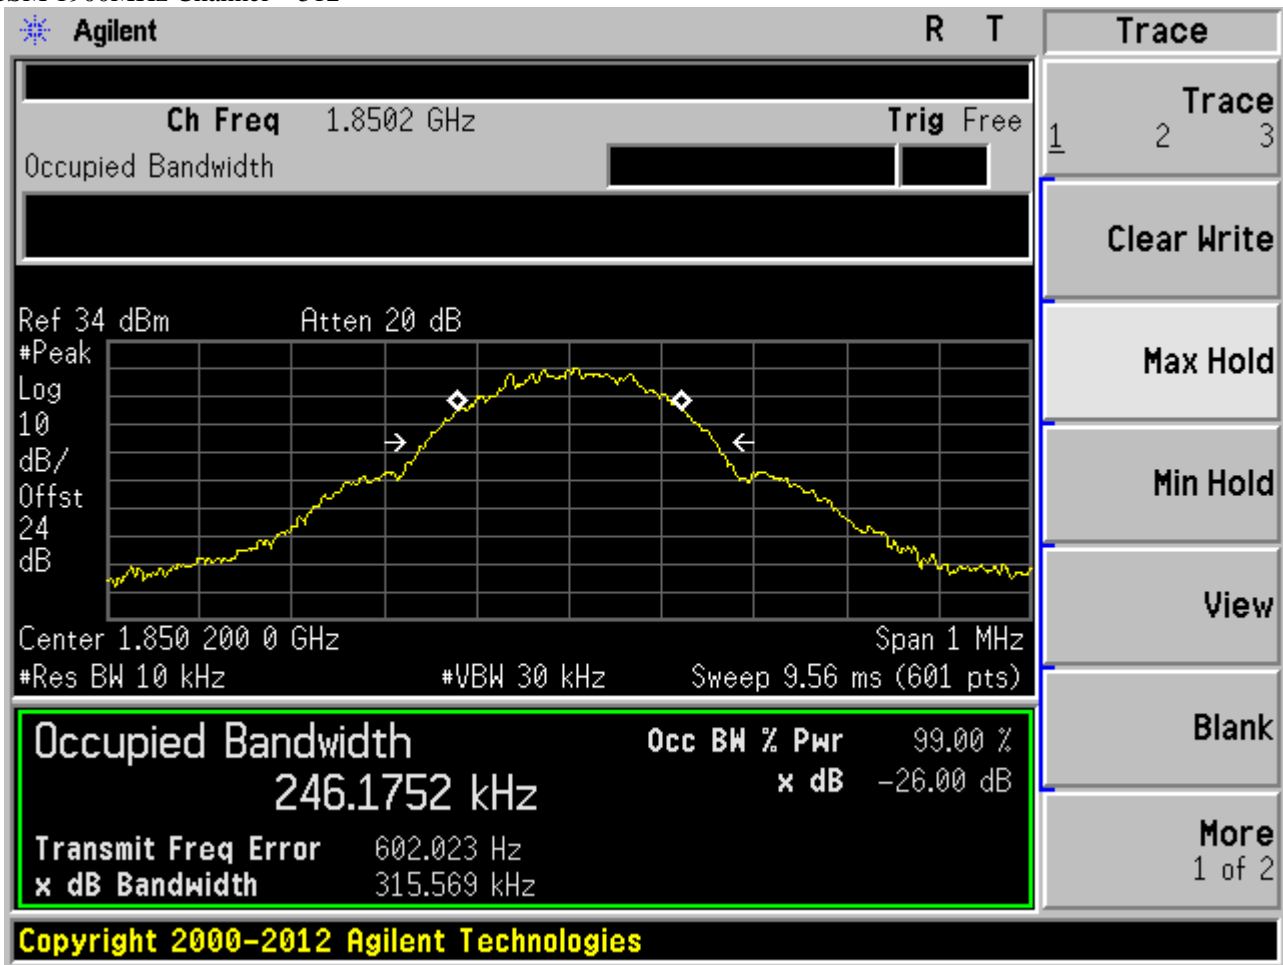 Agilent R T
Trace
Ch Freq 1.8502 GHz Trig Free
Occupied Bandwidth
Trace
1 2 3
Clear Write
Max Hold
Min Hold
View
Blank
More
1 of 2
Ref 34 dBm Atten 20 dB
#Peak
Log
10
dB/
Offst
24
dB
Center 1.850 200 0 GHz Span 1 MHz
#Res BW 10 kHz #VBW 30 kHz Sweep 9.56 ms (601 pts)
Occupied Bandwidth Occ BW % Pwr 99.00 %
246.1752 kHz x dB -26.00 dB
Transmit Freq Error 602.023 Hz
x dB Bandwidth 315.569 kHz
Copyright 2000-2012 Agilent Technologies